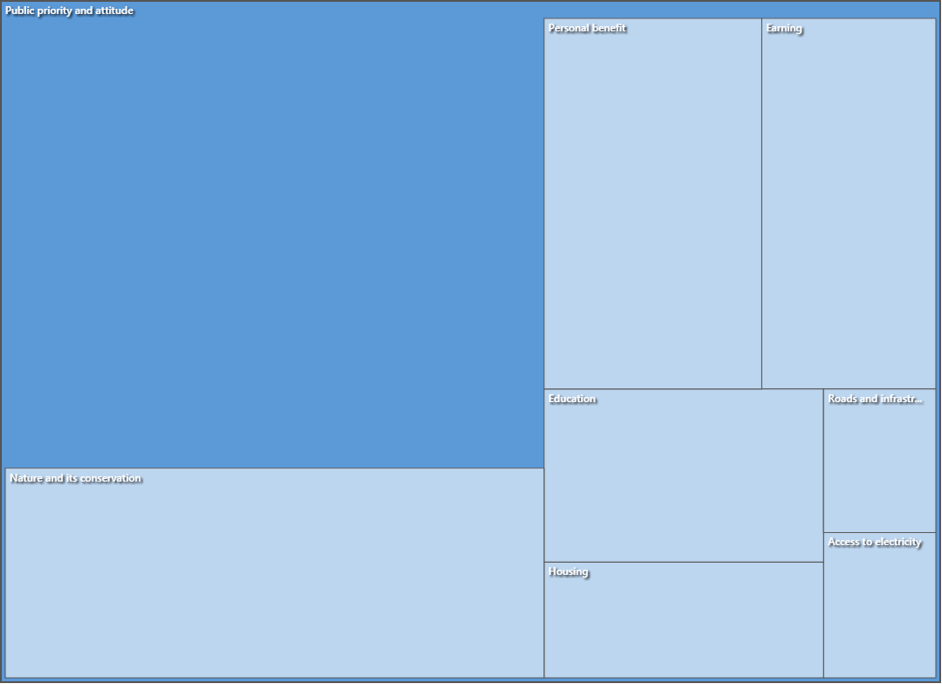 Public priority and attitude
Personal benefit
Earning
Education
Roads and infrastr...
Nature and its conservation
Access to electricity
Housing